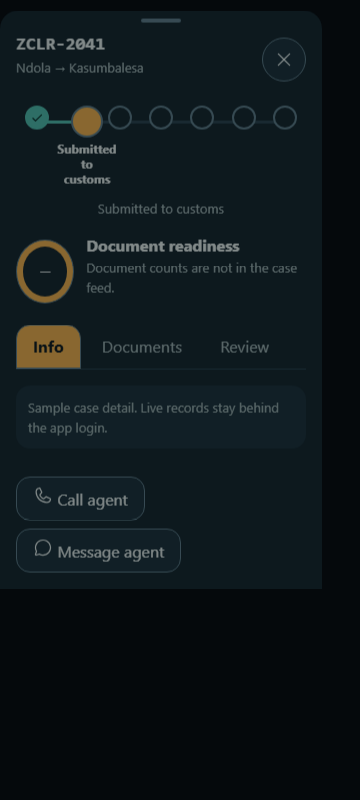 ZCLR-2041
Ndola → Kasumbalesa
Submitted
to
customs
Submitted to customs
Document readiness
Document counts are not in the case
feed.
Info Documents Review
Sample case detail. Live records stay behind
the app login.
Call agent
Message agent